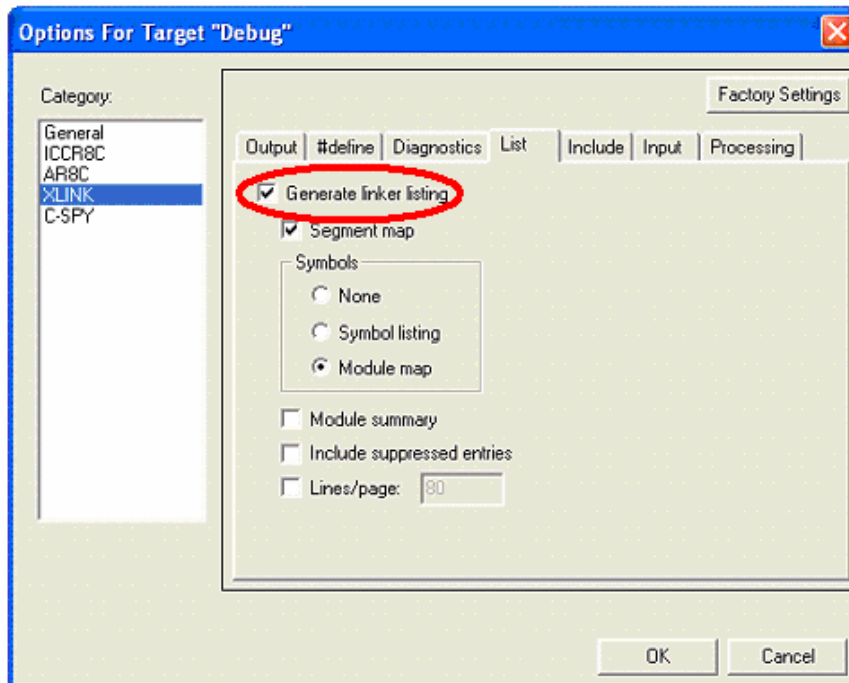 Options For Target "Debug"
Category:
Factory Settings
General
ICCR8C
AR8C
XLINK
C-SPY
Output #define Diagnostics List Include Input Processing
Generate linker listing
Segment map
Symbols
None
Symbol listing
Module map
Module summary
Include suppressed entries
Lines/page: 80
OK Cancel